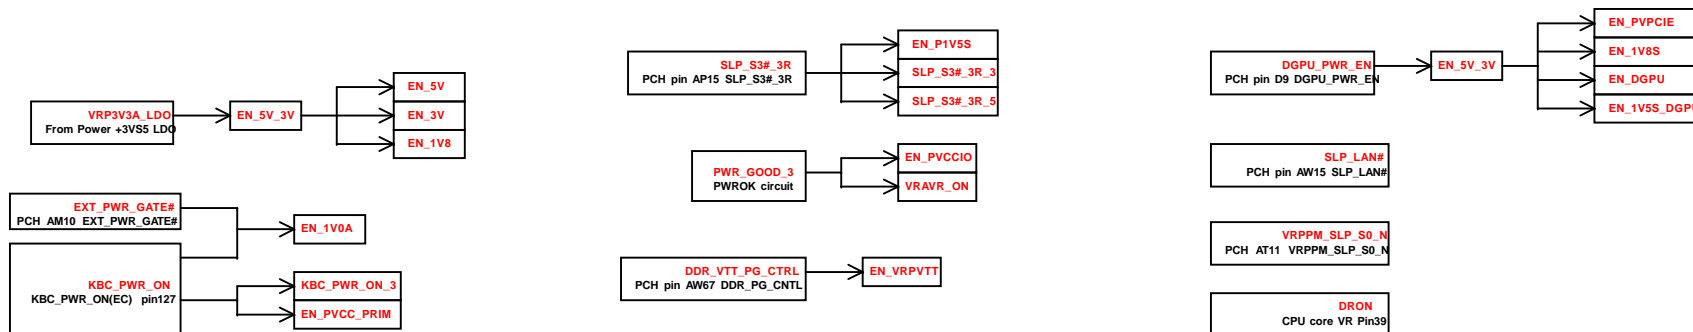 VRP3V3A_LDO
From Power +3VS5 LDO
EN_5V_3V
EN_5V
EN_3V
EN_1V8
EXT_PWR_GATE#
PCH AM10 EXT_PWR_GATE#
KBC_PWR_ON
KBC_PWR_ON(EC) pin127
EN_1V0A
KBC_PWR_ON_3
EN_PVCC_PRIM
SLP_S3#_3R
PCH pin AP15 SLP_S3#_3R
EN_P1V5S
SLP_S3#_3R_3
SLP_S3#_3R_5
PWR_GOOD_3
PWROK circuit
EN_PVCCIO
VRAVR_ON
DDR_VTT_PG_CTRL
PCH pin AW67 DDR_PG_CNTL
EN_VRPVTT
DGPU_PWR_EN
PCH pin D9 DGPU_PWR_EN
EN_5V_3V
EN_PVPCIE
EN_1V8S
EN_DGPU
EN_1V5S_DGPU
SLP_LAN#
PCH pin AW15 SLP_LAN#
VRPPM_SLP_S0_N
PCH AT11 VRPPM_SLP_S0_N
DRON
CPU core VR Pin39